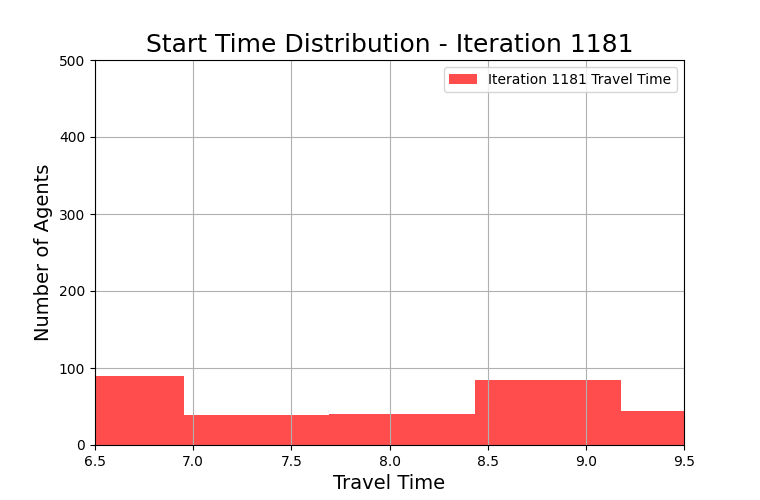 Start Time Distribution - Iteration 1181
500
400
300
200
100
0
Number of Agents
Iteration 1181 Travel Time
6.5 7.0 7.5 8.0 8.5 9.0 9.5
Travel Time